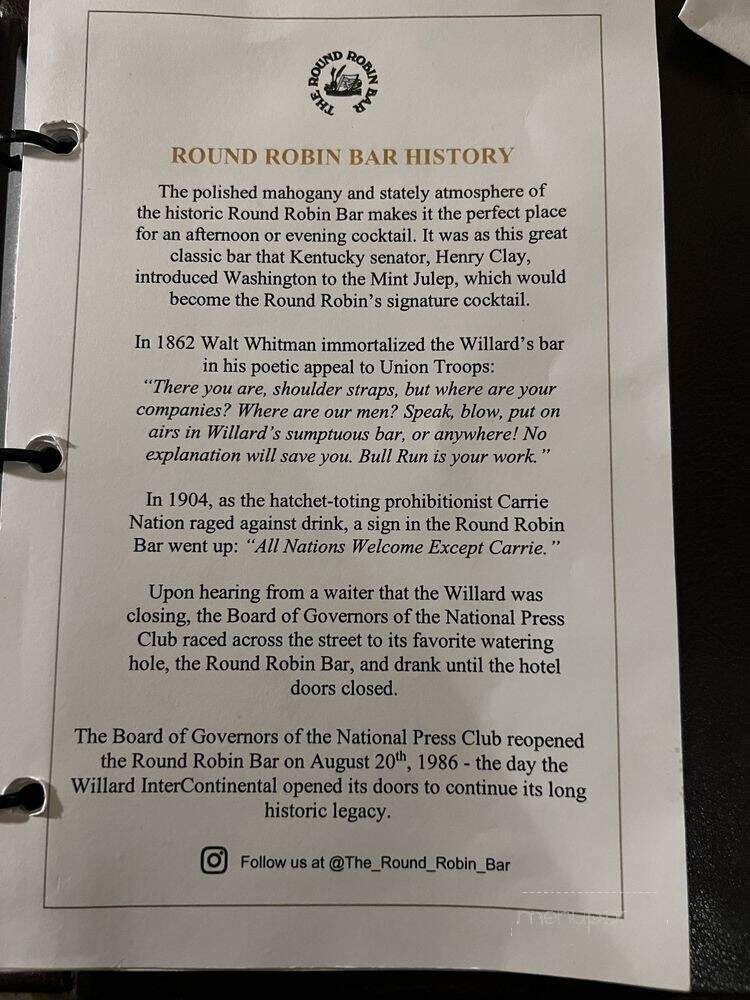 THE ROUND ROBIN BAR
ROUND ROBIN BAR HISTORY
The polished mahogany and stately atmosphere of
the historic Round Robin Bar makes it the perfect place
for an afternoon or evening cocktail. It was as this great
classic bar that Kentucky senator, Henry Clay,
introduced Washington to the Mint Julep, which would
become the Round Robin's signature cocktail.
In 1862 Walt Whitman immortalized the Willard's bar
in his poetic appeal to Union Troops:
"There you are, shoulder straps, but where are your
companies? Where are our men? Speak, blow, put on
airs in Willard's sumptuous bar, or anywhere! No
explanation will save you. Bull Run is your work."
In 1904, as the hatchet-toting prohibitionist Carrie
Nation raged against drink, a sign in the Round Robin
Bar went up: "All Nations Welcome Except Carrie."
Upon hearing from a waiter that the Willard was
closing, the Board of Governors of the National Press
Club raced across the street to its favorite watering
hole, the Round Robin Bar, and drank until the hotel
doors closed.
The Board of Governors of the National Press Club reopened
the Round Robin Bar on August 20th, 1986 - the day the
Willard InterContinental opened its doors to continue its long
historic legacy.
Follow us at @The_Round_Robin_Bar
menupix